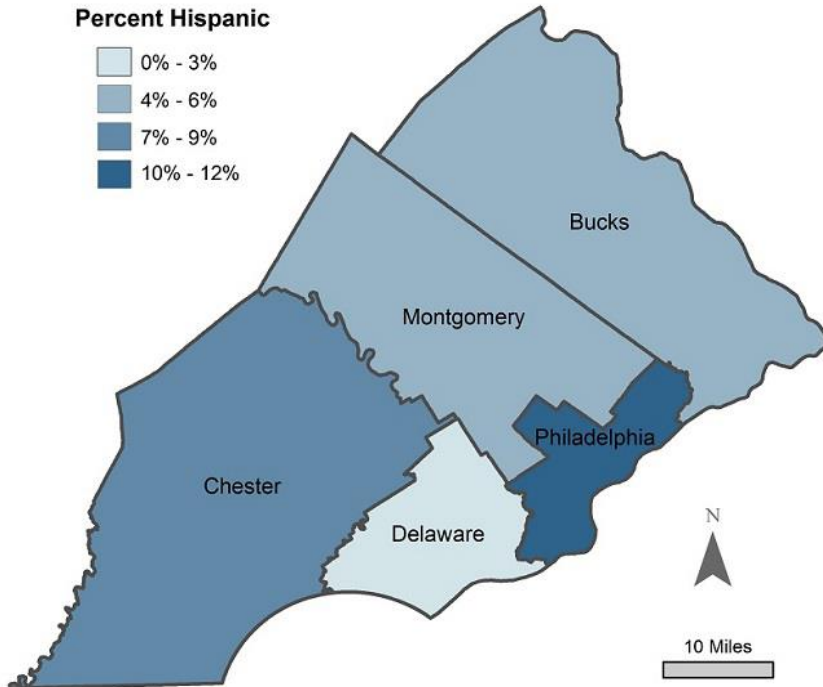 Percent Hispanic
0% - 3%
4% - 6%
7% - 9%
10% - 12%
Bucks
Montgomery
Philadelphia
Chester
Delaware
N
10 Miles